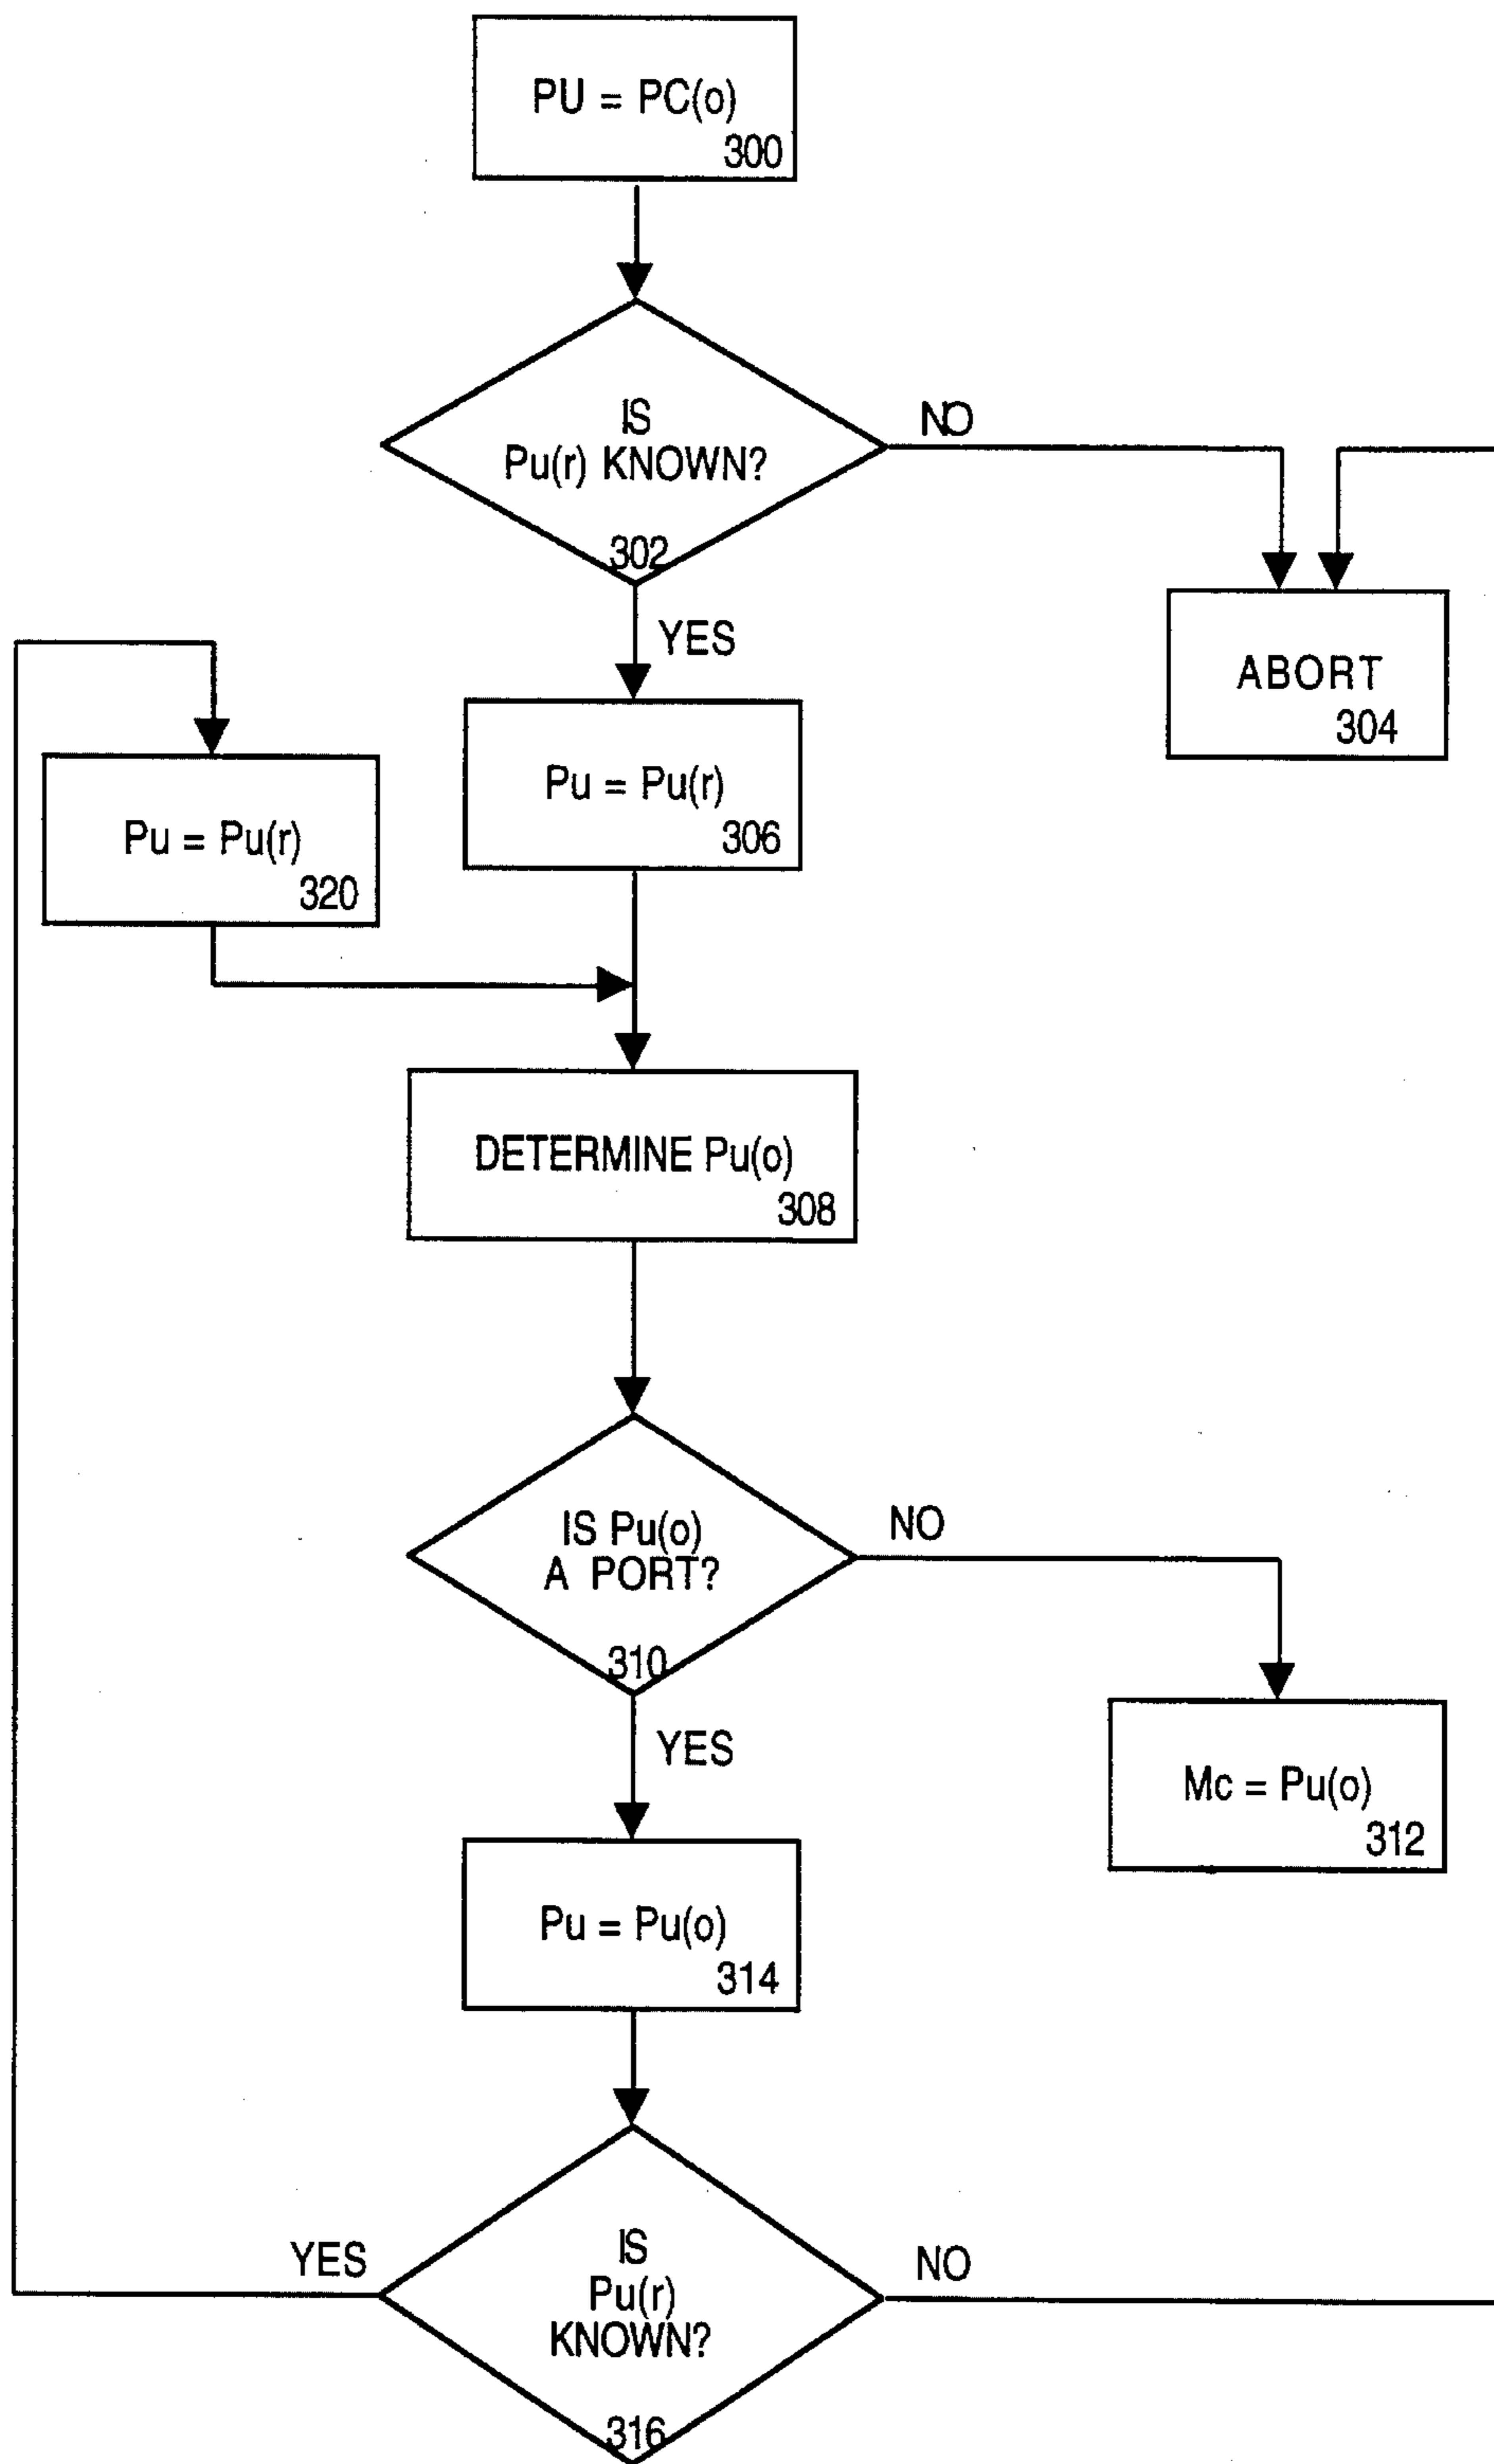 PU = PC(o)
300
IS
Pu(r) KNOWN?
302
NO
YES
ABORT
304
Pu = Pu(r)
306
Pu = Pu(r)
320
DETERMINE Pu(o)
308
IS Pu(o)
A PORT?
310
NO
YES
Mc = Pu(o)
312
Pu = Pu(o)
314
IS
Pu(r)
KNOWN?
316
YES
NO